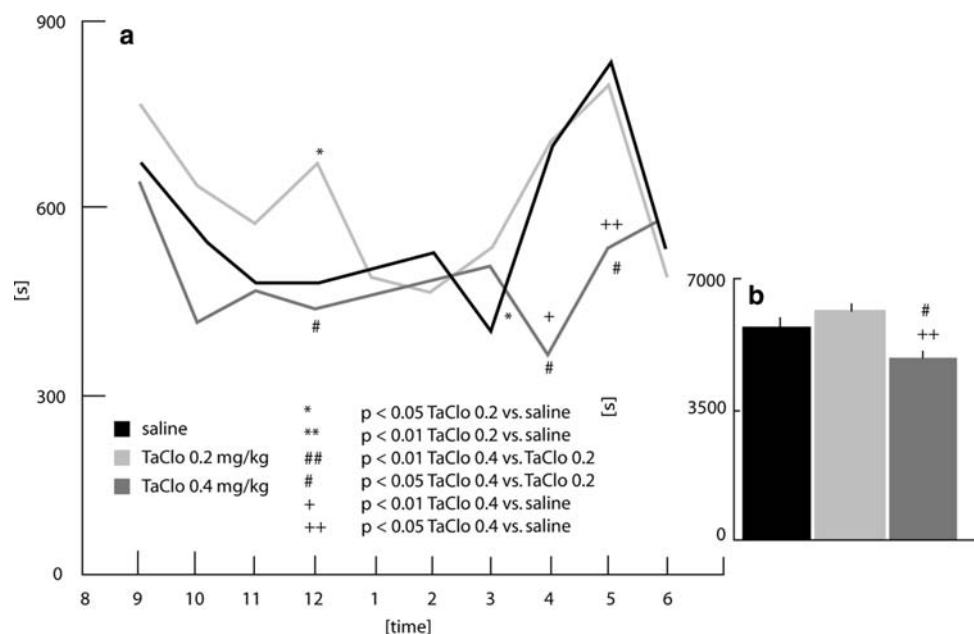 900
a
*
600
++
#
[s]
7000
b
#
*
+
#
++
#
300
[s]
3500
saline
TaClo 0.2 mg/kg
TaClo 0.4 mg/kg
* p < 0.05 TaClo 0.2 vs. saline
** p < 0.01 TaClo 0.2 vs. saline
## p < 0.01 TaClo 0.4 vs. TaClo 0.2
# p < 0.05 TaClo 0.4 vs. TaClo 0.2
+ p < 0.01 TaClo 0.4 vs. saline
++ p < 0.05 TaClo 0.4 vs. saline
0
0
8 9 10 11 12 1 2 3 4 5 6
[time]